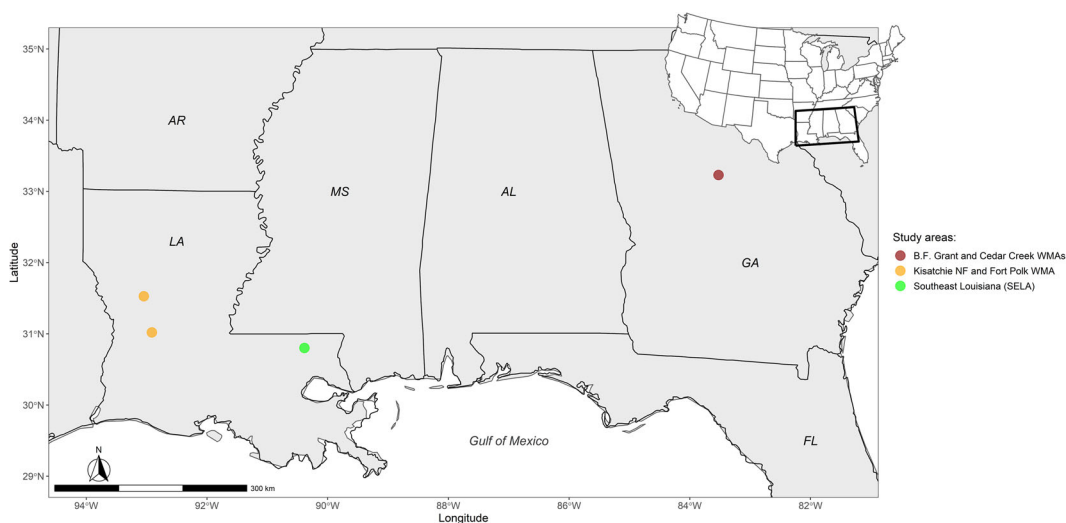 35°N
34°N
33°N
32°N
31°N
30°N
29°N
Latitude
AR
MS
AL
LA
GA
FL
Gulf of Mexico
N
300 km
94°W
92°W
90°W
88°W
86°W
84°W
82°W
Longitude
Study areas:
B.F. Grant and Cedar Creek WMAs
Kisatchie NF and Fort Polk WMA
Southeast Louisiana (SELA)